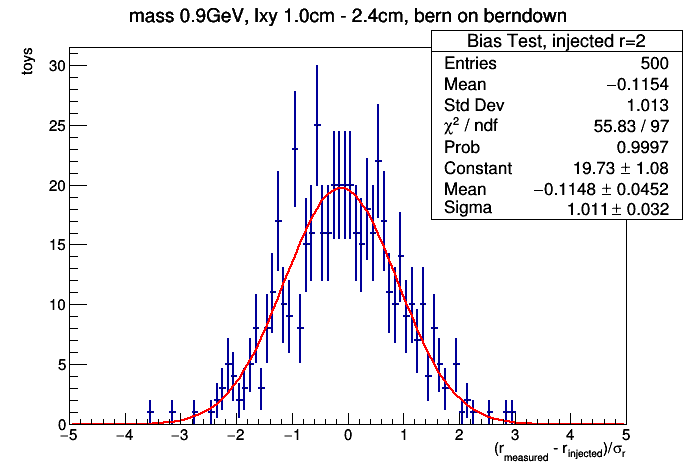 mass 0.9GeV, lxy 1.0cm - 2.4cm, bern on berndown
Bias Test, injected r=2
Entries 500
Mean −0.1154
Std Dev 1.013
χ² / ndf 55.83 / 97
Prob 0.9997
Constant 19.73 ± 1.08
Mean −0.1148 ± 0.0452
Sigma 1.011 ± 0.032
toys
30
25
20
15
10
5
0
−5 −4 −3 −2 −1 0 1 2 3 4 5
(r_measured - r_injected)/σ_r